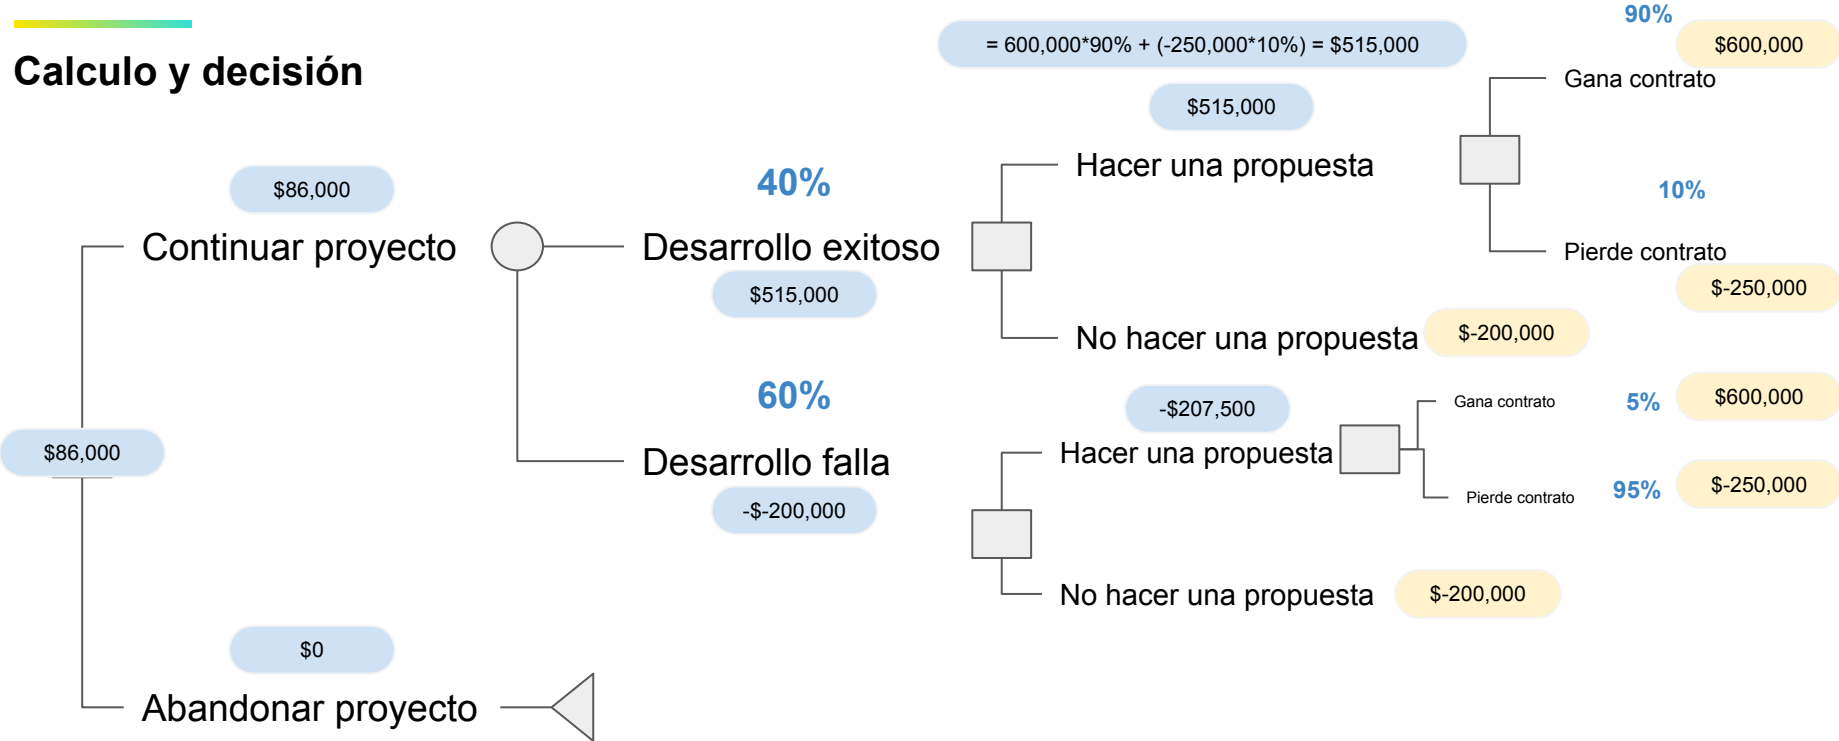 Calculo y decisión
= 600,000*90% + (-250,000*10%) = $515,000
90%
$600,000
Gana contrato
$515,000
Hacer una propuesta
10%
Pierde contrato
$-250,000
$86,000
Continuar proyecto
40%
Desarrollo exitoso
$515,000
No hacer una propuesta
$-200,000
60%
Desarrollo falla
-$-200,000
-$207,500
Hacer una propuesta
Gana contrato
5%
$600,000
Pierde contrato
95%
$-250,000
No hacer una propuesta
$-200,000
$86,000
$0
Abandonar proyecto